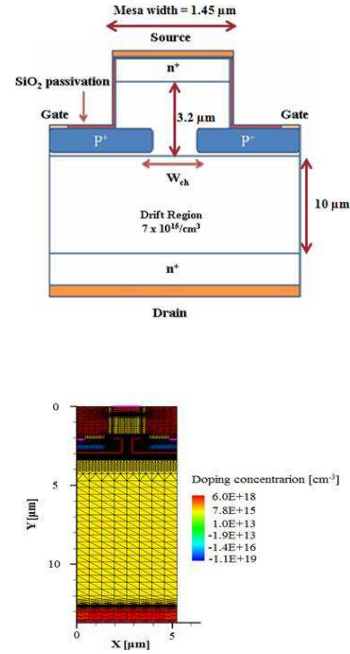 Mesa width = 1.45 µm
Source
n⁺
SiO₂ passivation
Gate
Gate
3.2 µm
P⁺
P⁺
W_ch
10 µm
Drift Region
7 x 10¹⁵/cm³
n⁺
Drain
0
5
10
Y [µm]
0
5
X [µm]
Doping concentrarion [cm⁻³]
6.0E+18
7.8E+15
1.0E+13
-1.9E+13
-1.4E+16
-1.1E+19